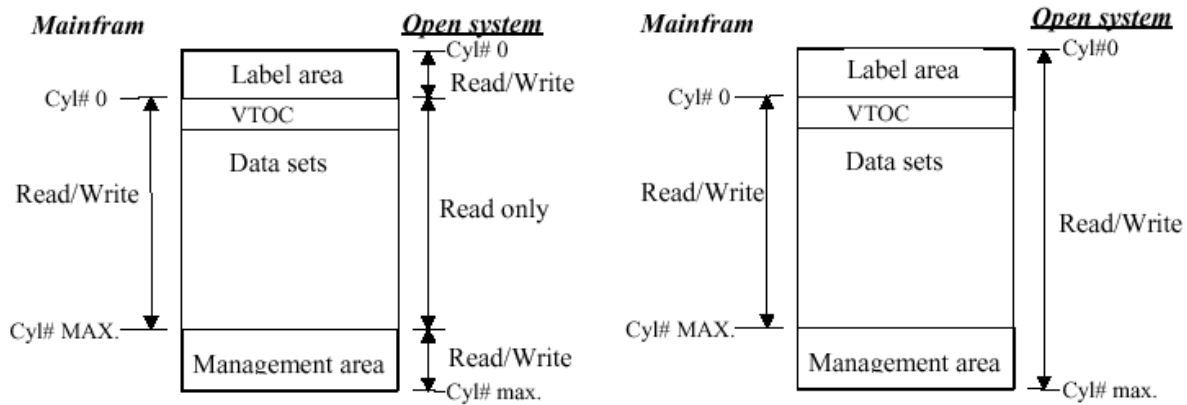 Mainfram
Open system
Cyl# 0
Label area
Read/Write
Cyl# 0
VTOC
Data sets
Read/Write
Read only
Cyl# MAX.
Management area
Read/Write
Cyl# max.
Mainfram
Open system
Cyl#0
Label area
Cyl# 0
VTOC
Data sets
Read/Write
Read/Write
Cyl# MAX.
Management area
Cyl# max.